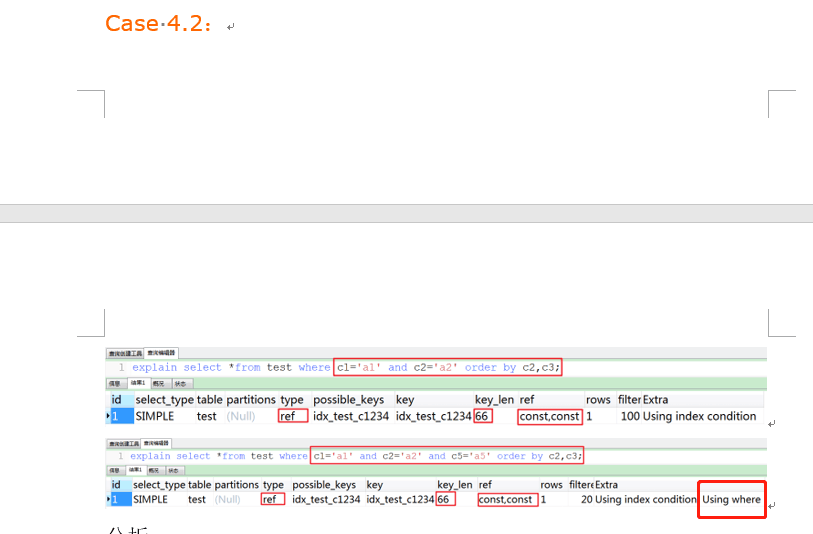 Case 4.2：
查询创建工具 查询编辑器
1 explain select *from test where c1='a1' and c2='a2' order by c2,c3;
信息 结果1 概况 状态
id select_type table partitions type possible_keys key key_len ref rows filter Extra
1 SIMPLE test (Null) ref idx_test_c1234 idx_test_c1234 66 const,const 1 100 Using index condition
查询创建工具 查询编辑器
1 explain select *from test where c1='a1' and c2='a2' and c5='a5' order by c2,c3;
信息 结果1 概况 状态
id select_type table partitions type possible_keys key key_len ref rows filtere Extra
1 SIMPLE test (Null) ref idx_test_c1234 idx_test_c1234 66 const,const 1 20 Using index condition Using where